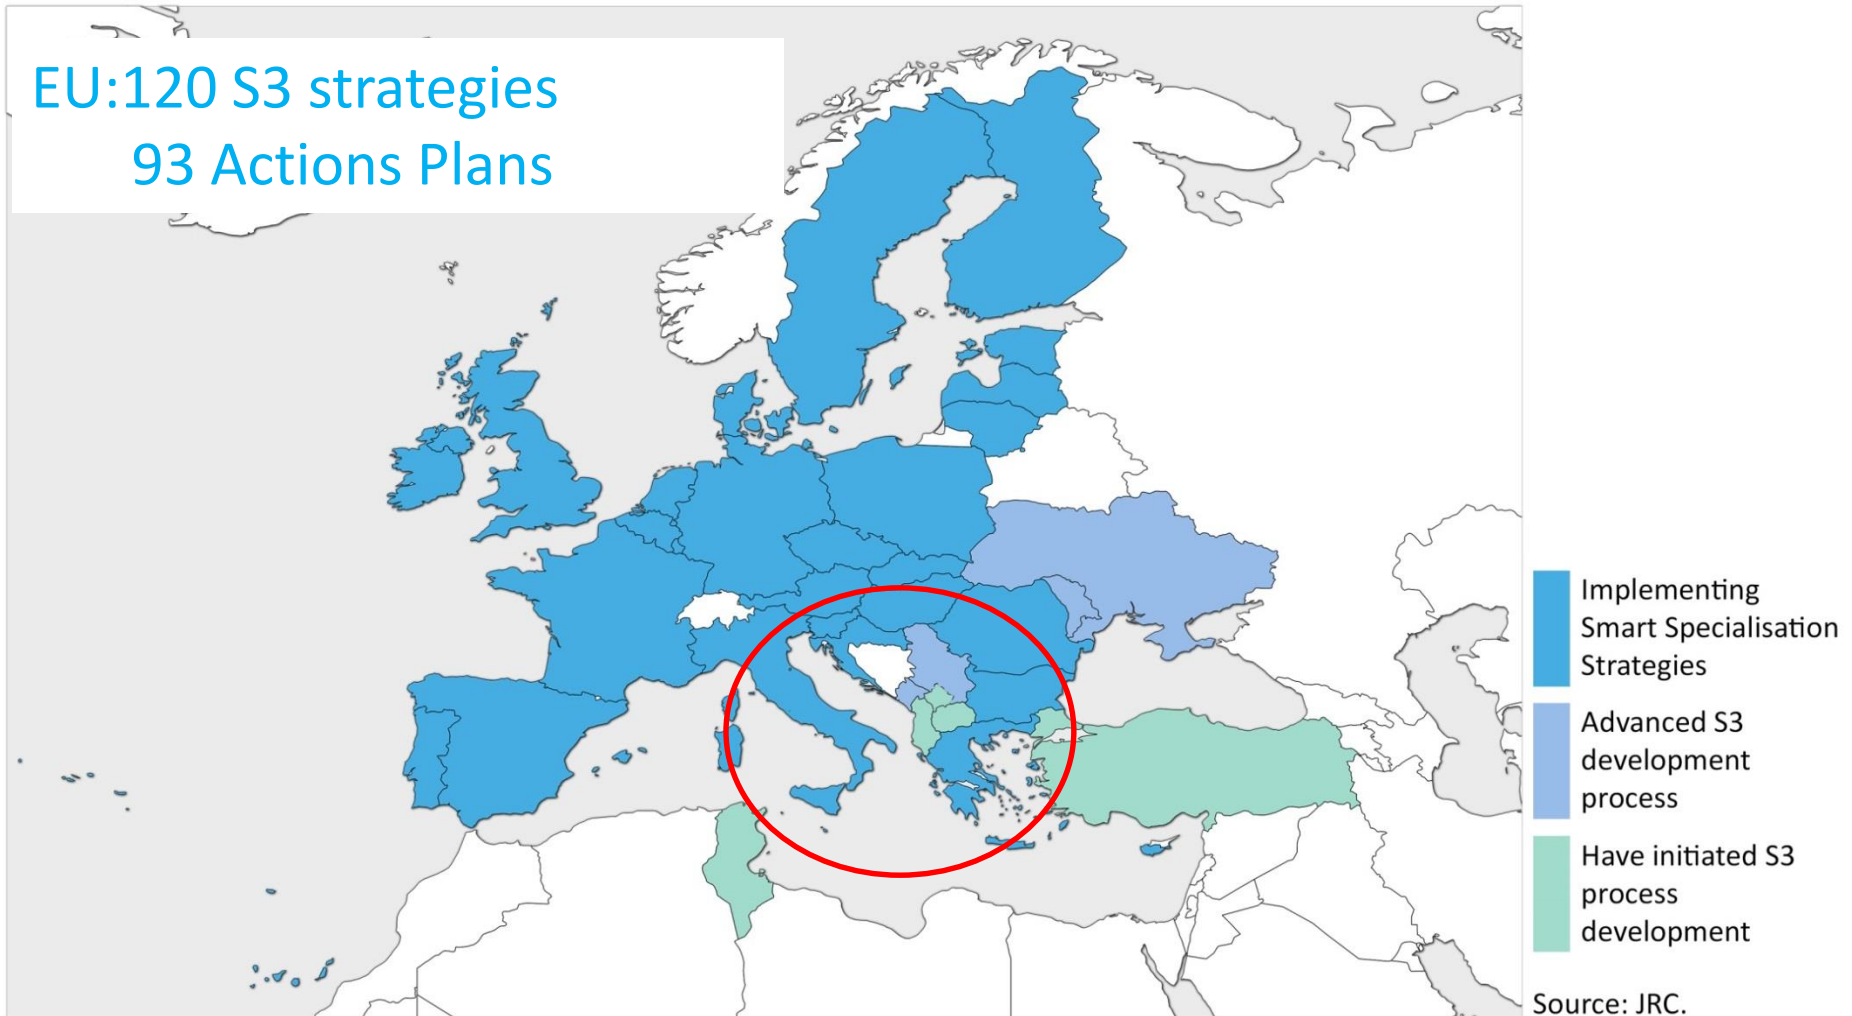 EU:120 S3 strategies
93 Actions Plans
Implementing
Smart Specialisation
Strategies
Advanced S3
development
process
Have initiated S3
process
development
Source: JRC.